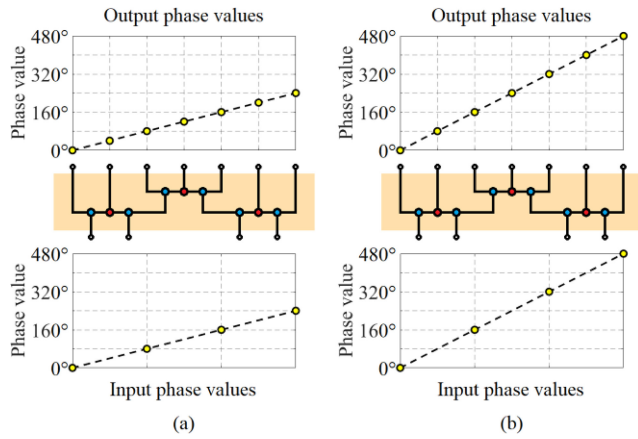 Output phase values
Output phase values
Phase value
480°
320°
160°
0°
Phase value
480°
320°
160°
0°
Phase value
480°
320°
160°
0°
Phase value
480°
320°
160°
0°
Input phase values
Input phase values
(a)
(b)